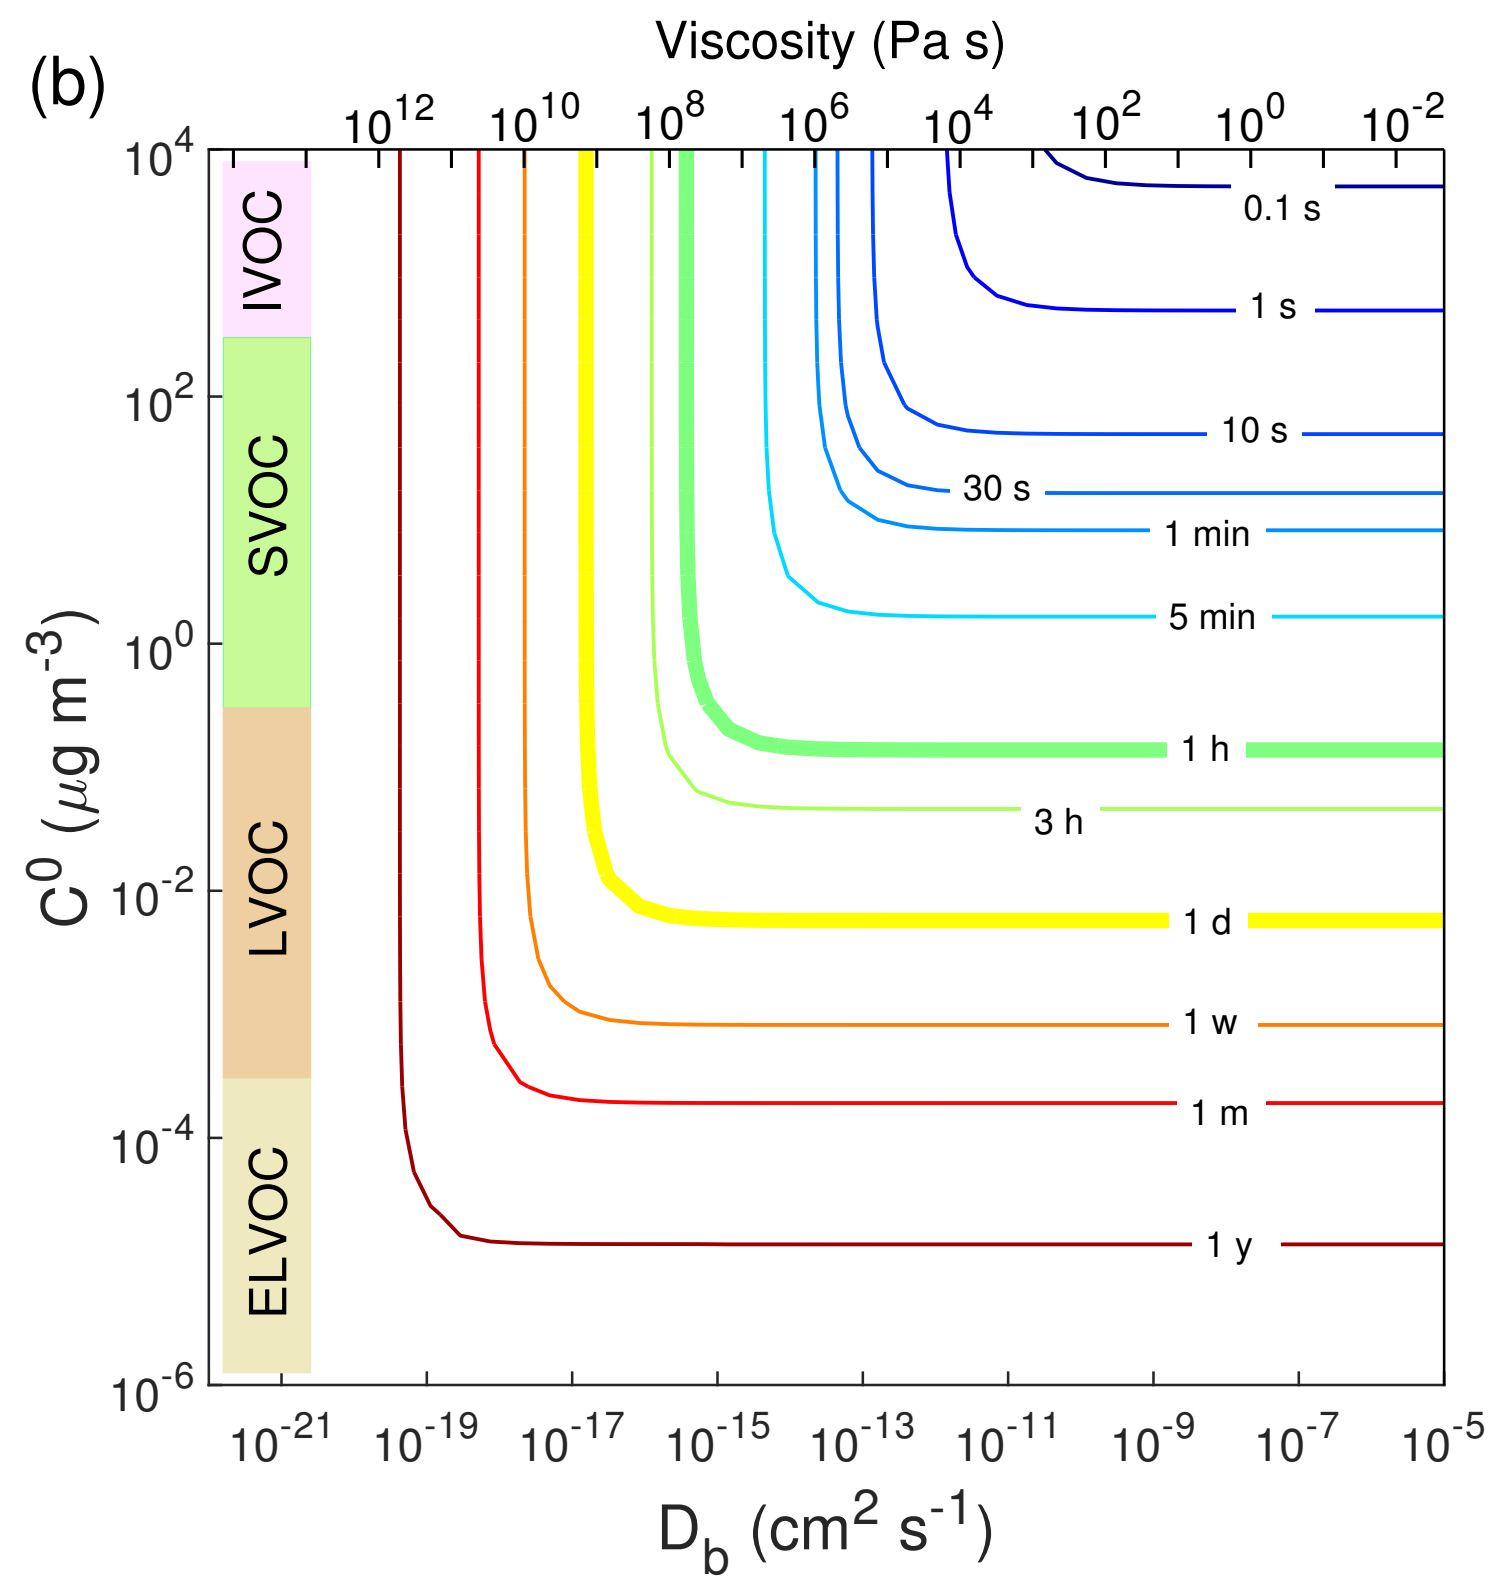 Viscosity (Pa s)
(b)
10^12 10^10 10^8 10^6 10^4 10^2 10^0 10^-2
10^4
10^2
10^0
10^-2
10^-4
10^-6
C^0 (μg m^-3)
IVOC
SVOC
LVOC
ELVOC
0.1 s
1 s
10 s
30 s
1 min
5 min
1 h
3 h
1 d
1 w
1 m
1 y
10^-21 10^-19 10^-17 10^-15 10^-13 10^-11 10^-9 10^-7 10^-5
D_b (cm^2 s^-1)